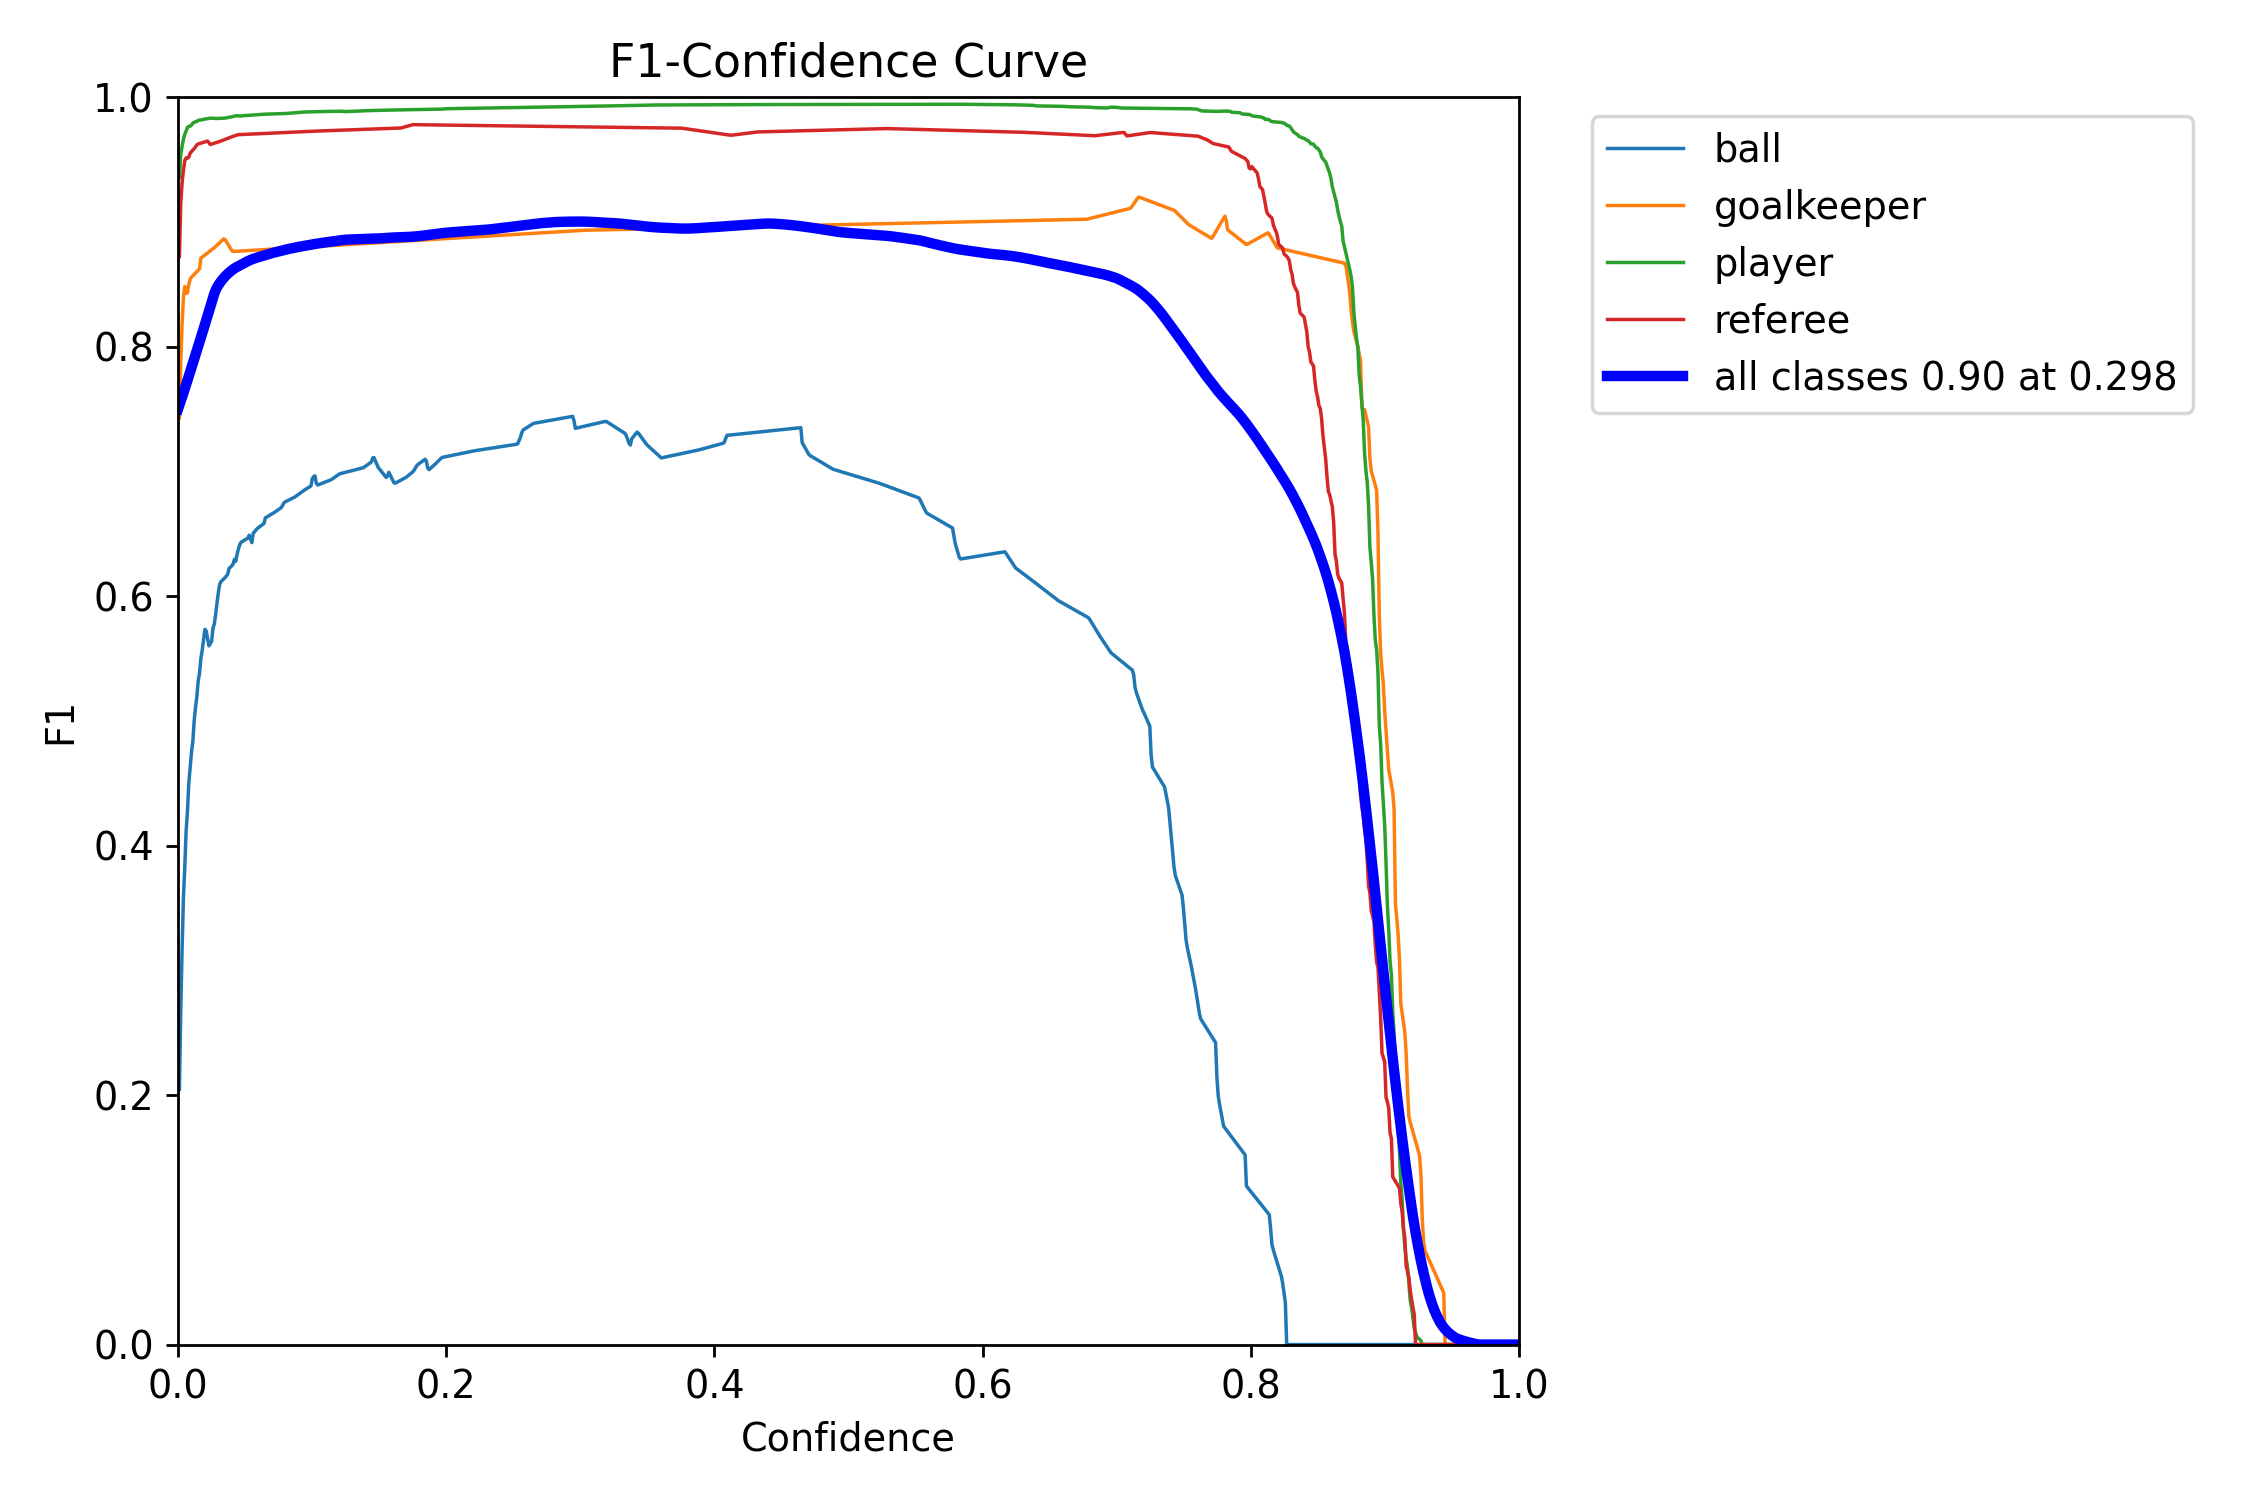 F1-Confidence Curve
1.0
0.8
0.6
0.4
0.2
0.0
F1
0.0 0.2 0.4 0.6 0.8 1.0
Confidence
ball
goalkeeper
player
referee
all classes 0.90 at 0.298